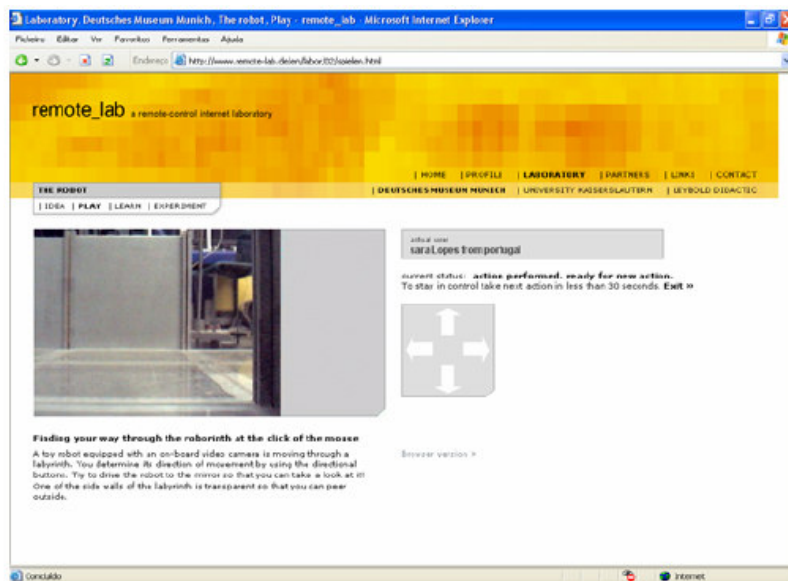 Laboratory, Deutsches Museum Munich, The robot, Play - remote_lab - Microsoft Internet Explorer
Ficheiro Editar Ver Favoritos Ferramentas Ajuda
Endereço http://www.remote-lab.de/en/labor/02/spielen.html
remote_lab a remote-control internet laboratory
| HOME | PROFILE | LABORATORY | PARTNERS | LINKS | CONTACT
THE ROBOT
| DEUTSCHES MUSEUM MUNICH | UNIVERSITY KAISERSLAUTERN | LEYBOLD DIDACTIC
| IDEA | PLAY | LEARN | EXPERIMENT
actual user
sara Lopes from portugal
current status: action performed. ready for new action.
To stay in control take next action in less than 30 seconds. Exit »
Finding your way through the roborinth at the click of the mouse
A toy robot equipped with an on-board video camera is moving through a
labyrinth. You determine its direction of movement by using the directional
buttons. Try to drive the robot to the mirror so that you can take a look at it!
One of the side walls of the labyrinth is transparent so that you can peer
outside.
Browser version »
Concluído
Internet